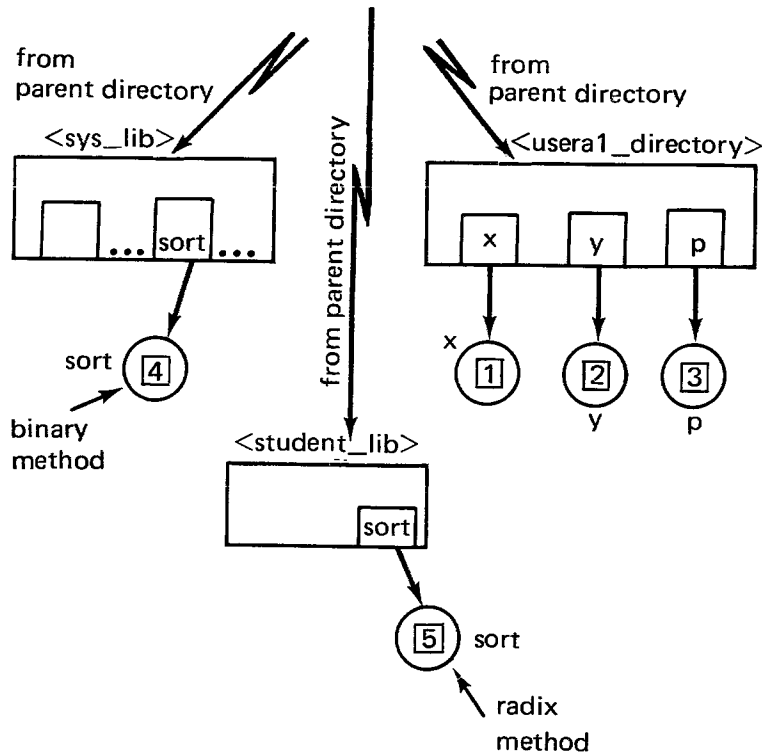 from
parent directory
<sys_lib>
sort
sort
4
binary
method
from parent directory
<student_lib>
sort
5
sort
radix
method
from
parent directory
<usera1_directory>
x
y
p
x
1
2
3
y
p